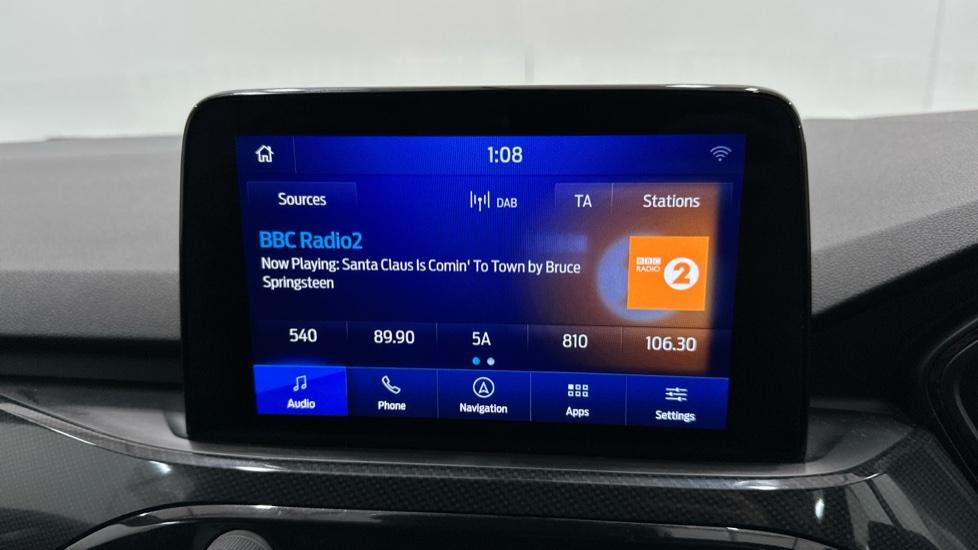 1:08
Sources DAB TA Stations
BBC Radio2
Now Playing: Santa Claus Is Comin' To Town by Bruce
Springsteen
BBC
RADIO 2
540 89.90 5A 810 106.30
Audio Phone Navigation Apps Settings